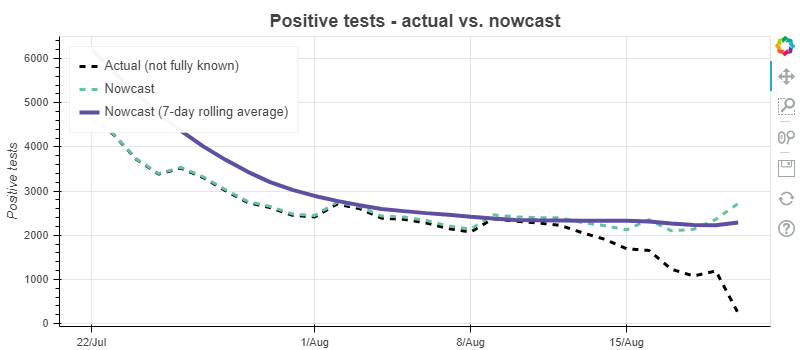 Positive tests - actual vs. nowcast
Actual (not fully known)
Nowcast
Nowcast (7-day rolling average)
Positive tests
6000
5000
4000
3000
2000
1000
0
22/Jul
1/Aug
8/Aug
15/Aug